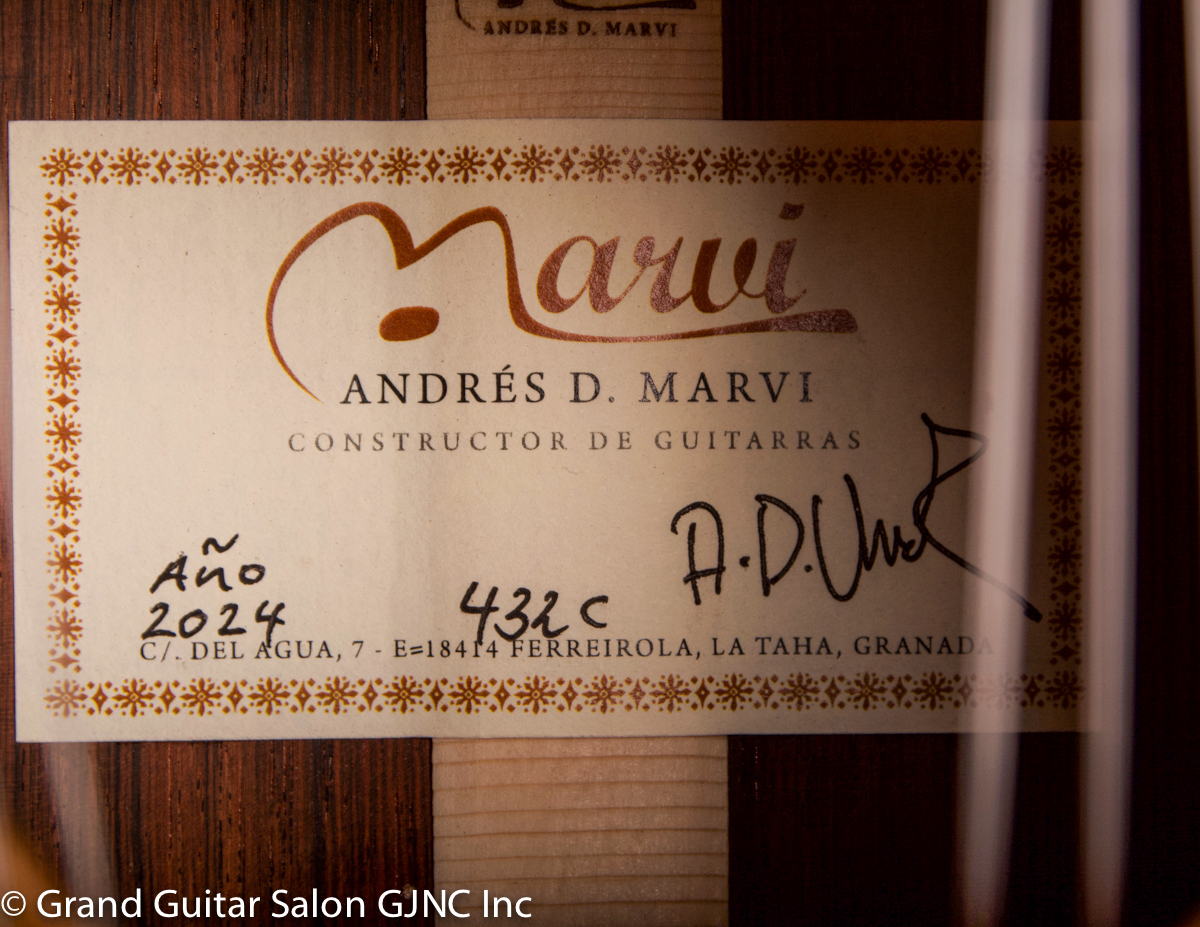 ANDRÉS D. MARVI
Marvi
ANDRÉS D. MARVI
CONSTRUCTOR DE GUITARRAS
Año
2024
432C
C/. DEL AGUA, 7 - E=18414 FERREIROLA, LA TAHA, GRANADA
© Grand Guitar Salon GJNC Inc